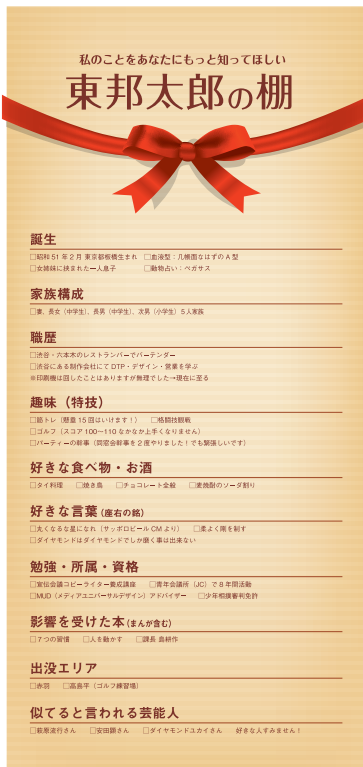 私のことをあなたにもっと知ってほしい
東邦太郎の棚
誕生
□昭和51年2月 東京都板橋生まれ □血液型:几帳面なはずのA型
□女姉妹に挟まれた一人息子 □動物占い:ペガサス
家族構成
□妻、長女(中学生)、長男(中学生)、次男(小学生)5人家族
職歴
□渋谷・六本木のレストランバーでバーテンダー
□渋谷にある制作会社にてDTP・デザイン・営業を学ぶ
※印刷機は回したことはありますが無理でした→現在に至る
趣味(特技)
□筋トレ(懸垂15回はいけます!) □格闘技観戦
□ゴルフ(スコア100〜110なかなか上手くなりません)
□パーティーの幹事(同窓会幹事を2度やりました!でも緊張しいです)
好きな食べ物・お酒
□タイ料理 □焼き鳥 □チョコレート全般 □麦焼酎のソーダ割り
好きな言葉(座右の銘)
□丸くなるな星になれ(サッポロビールCMより) □柔よく剛を制す
□ダイヤモンドはダイヤモンドでしか磨く事は出来ない
勉強・所属・資格
□宣伝会議コピーライター養成講座 □青年会議所(JC)で8年間活動
□MUD(メディアユニバーサルデザイン)アドバイザー □少年相撲審判免許
影響を受けた本(まんが含む)
□7つの習慣 □人を動かす □課長 島耕作
出没エリア
□赤羽 □高島平(ゴルフ練習場)
似てると言われる芸能人
□萩原流行さん □安田顕さん □ダイヤモンドユカイさん 好きな人すみません!